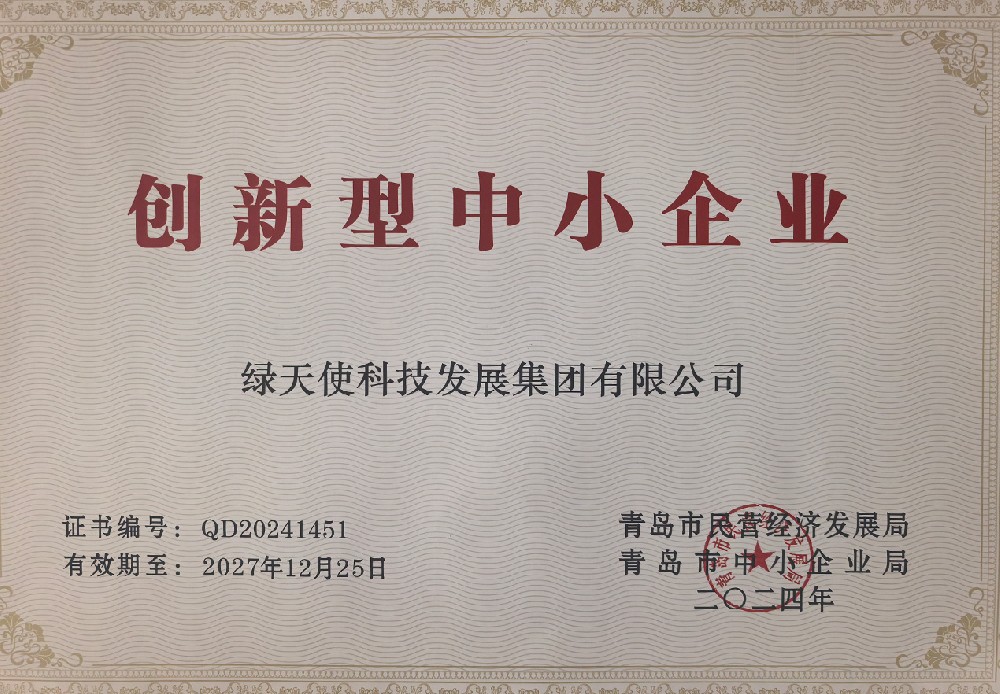 创新型中小企业
绿天使科技发展集团有限公司
证书编号：QD20241451
有效期至：2027年12月25日
青岛市民营经济发展局
青岛市中小企业局
二〇二四年